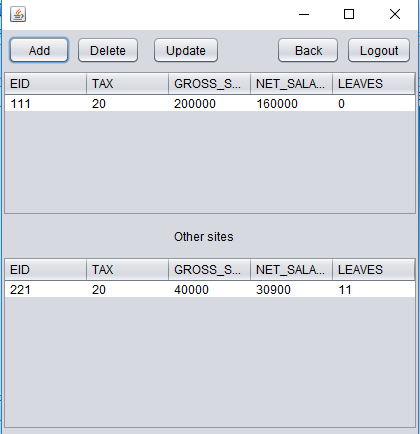 Add Delete Update Back Logout
EID TAX GROSS_S... NET_SALA... LEAVES
111 20 200000 160000 0
Other sites
EID TAX GROSS_S... NET_SALA... LEAVES
221 20 40000 30900 11